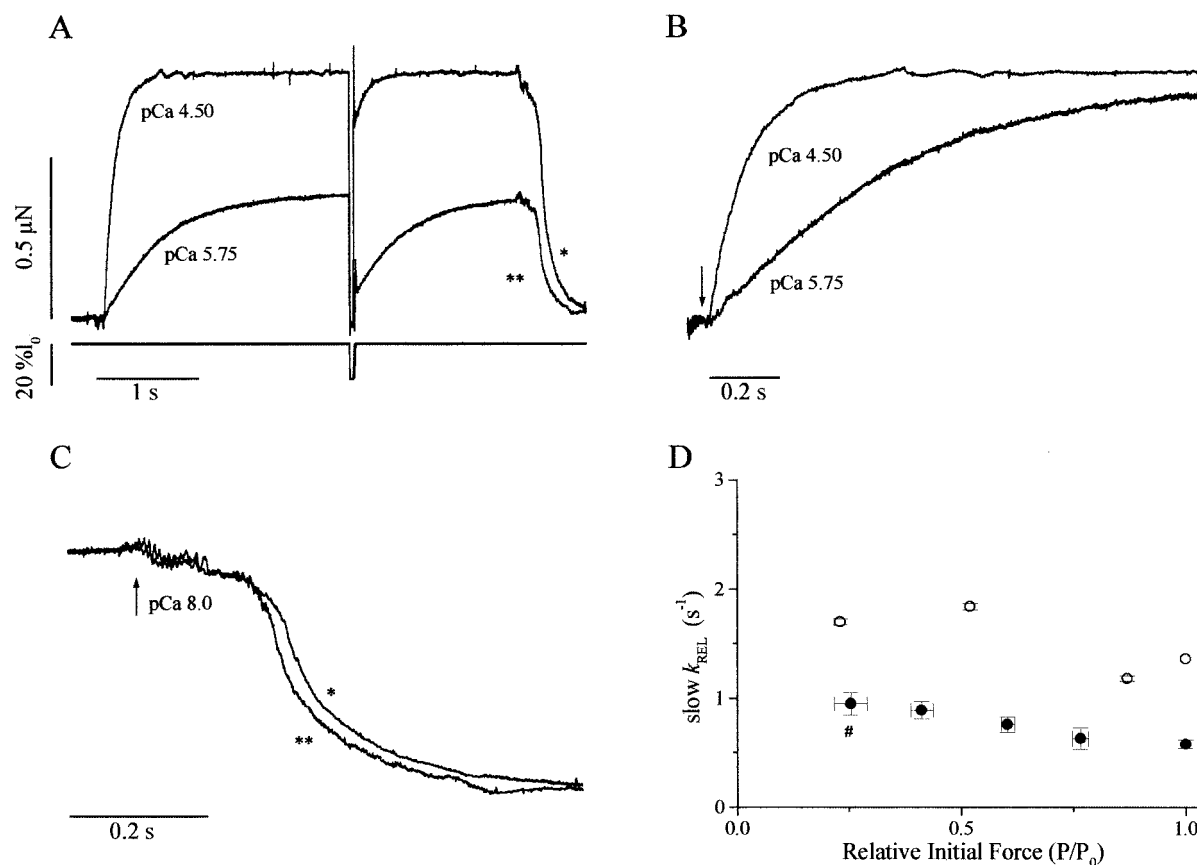 A
pCa 4.50
pCa 5.75
0.5 µN
*
**
20 %l0
1 s
B
pCa 4.50
pCa 5.75
0.2 s
C
pCa 8.0
*
**
0.2 s
D
3
2
1
0
slow kREL (s-1)
#
0.0
0.5
1.0
Relative Initial Force (P/P0)